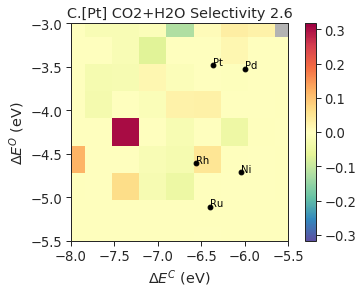 C.[Pt] CO2+H2O Selectivity 2.6
−3.0
−3.5
−4.0
−4.5
−5.0
−5.5
ΔE^O (eV)
Pt
Pd
Rh
Ni
Ru
−8.0 −7.5 −7.0 −6.5 −6.0 −5.5
ΔE^C (eV)
0.3
0.2
0.1
0.0
−0.1
−0.2
−0.3